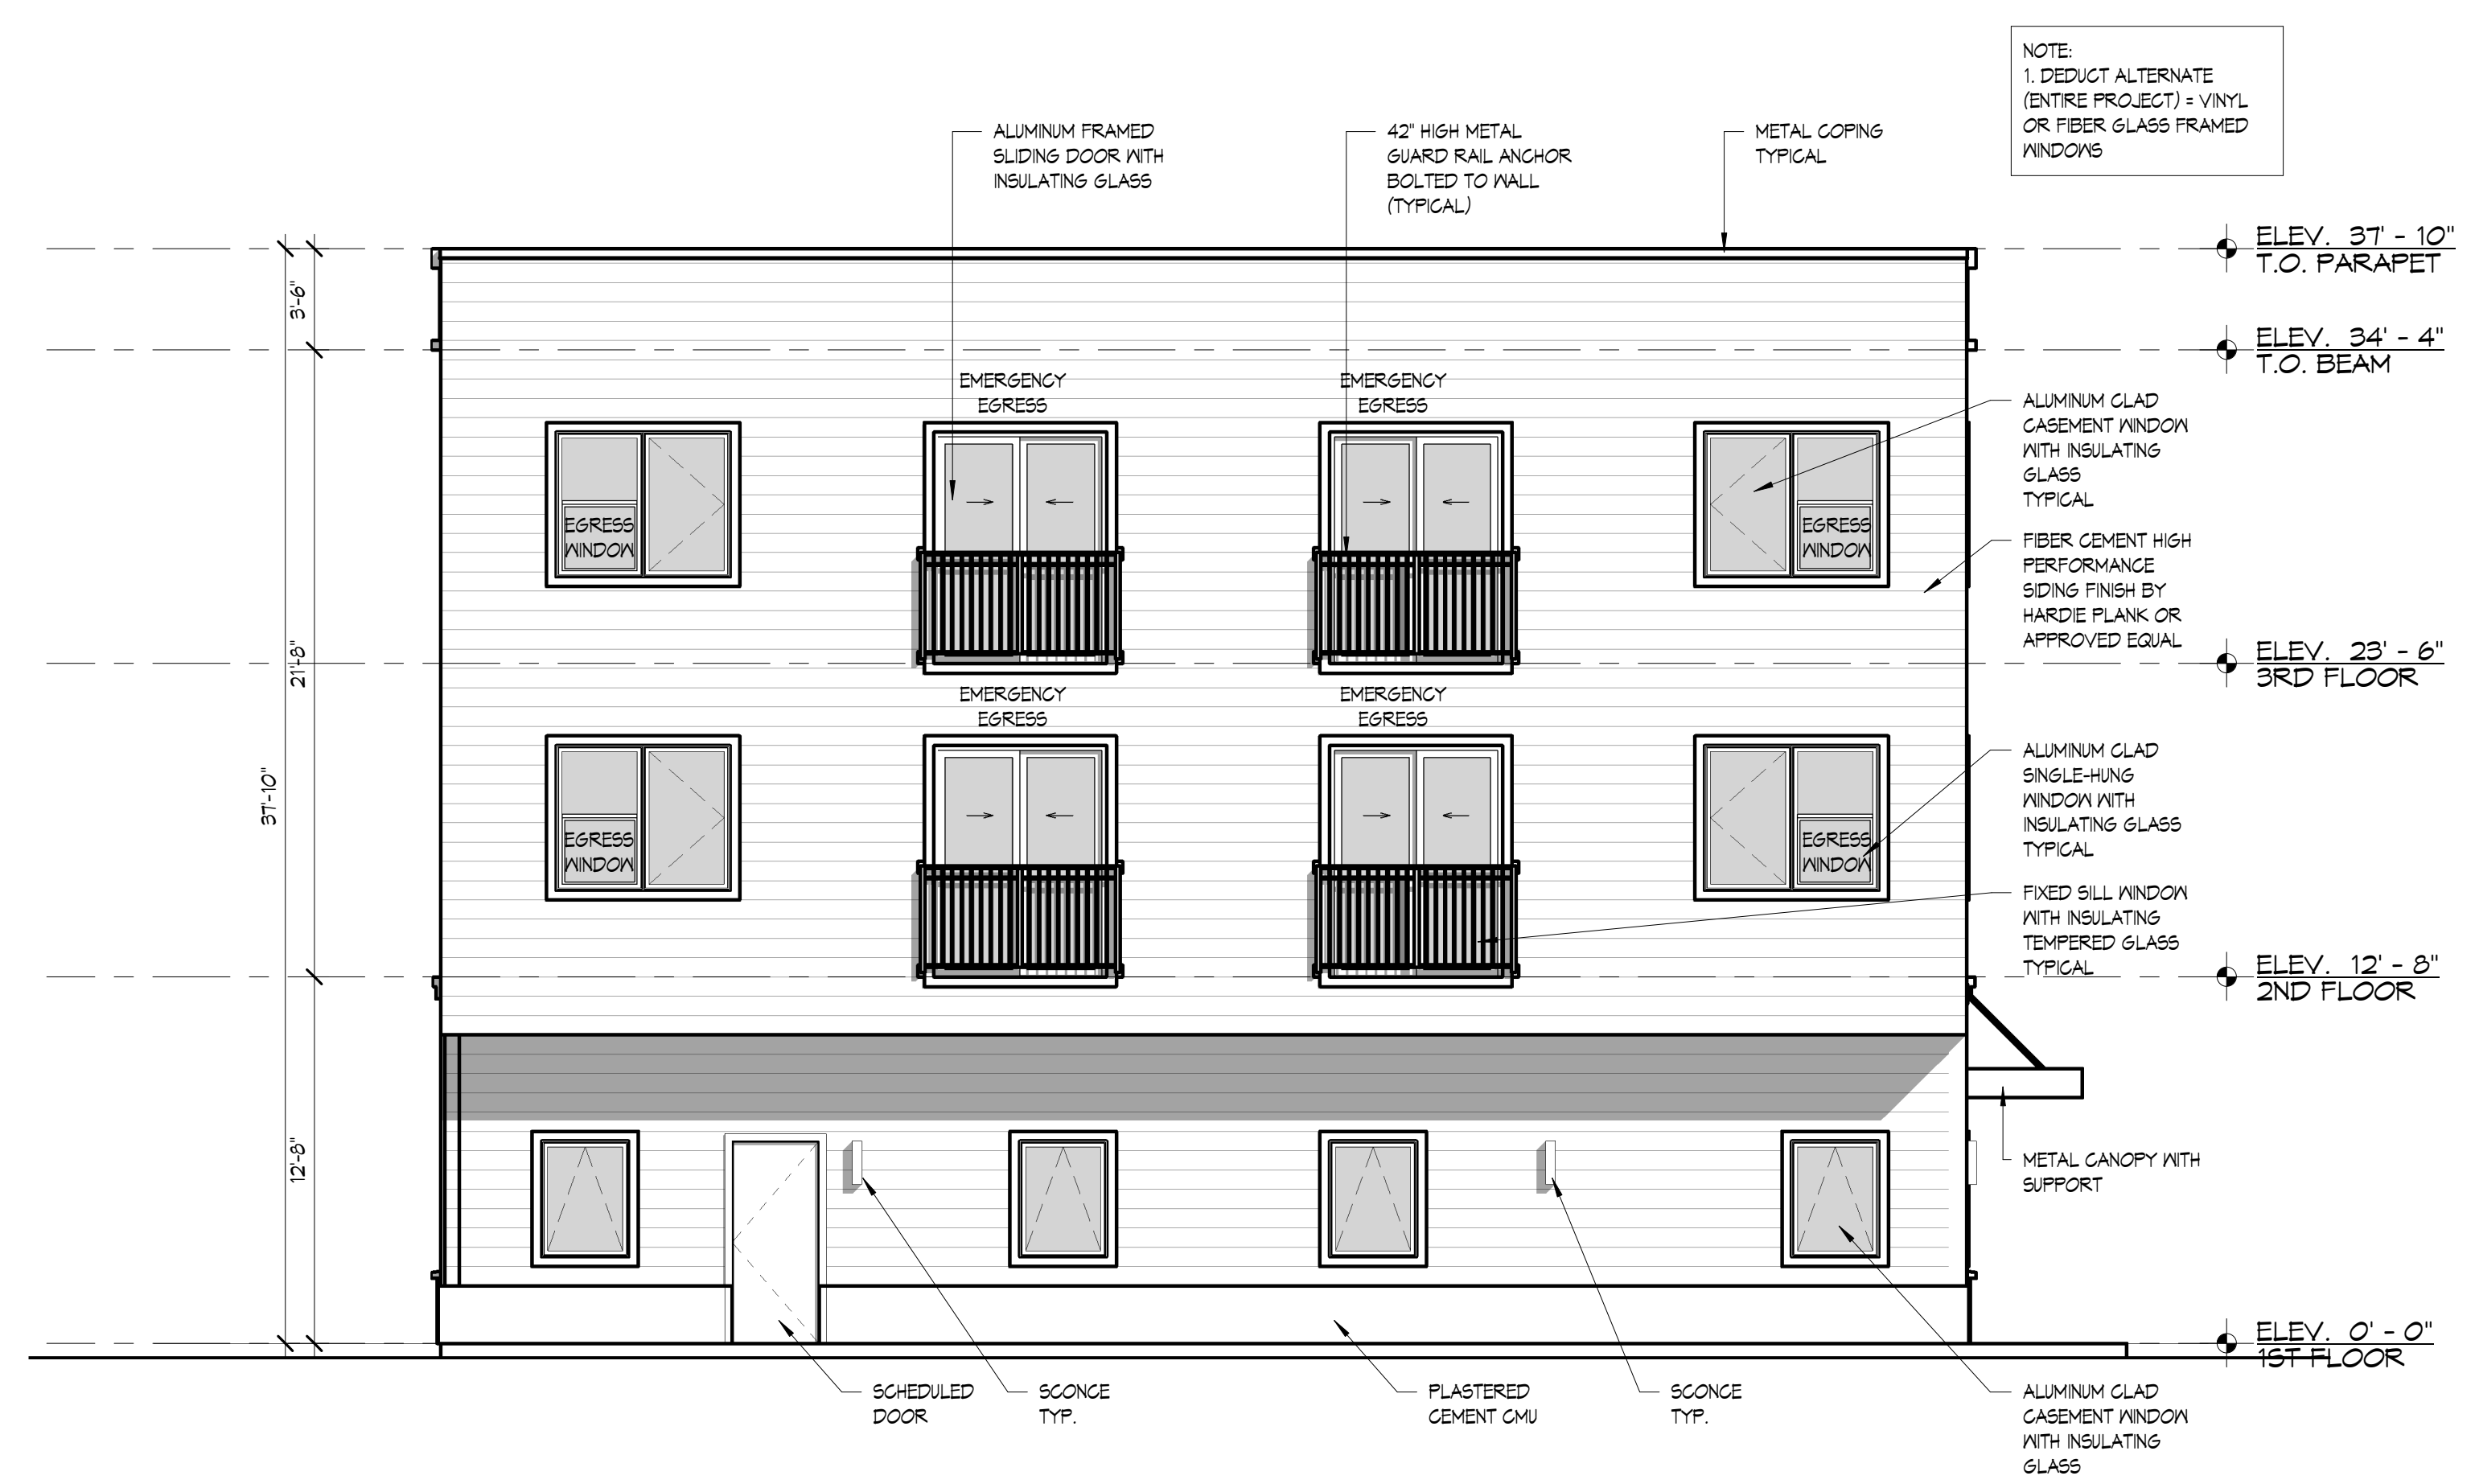 NOTE:
1. DEDUCT ALTERNATE
(ENTIRE PROJECT) = VINYL
OR FIBER GLASS FRAMED
WINDOWS
ALUMINUM FRAMED
SLIDING DOOR WITH
INSULATING GLASS
42" HIGH METAL
GUARD RAIL ANCHOR
BOLTED TO WALL
(TYPICAL)
METAL COPING
TYPICAL
ELEV. 37' - 10"
T.O. PARAPET
3'-6"
ELEV. 34' - 4"
T.O. BEAM
EMERGENCY
EGRESS
EMERGENCY
EGRESS
ALUMINUM CLAD
CASEMENT WINDOW
WITH INSULATING
GLASS
TYPICAL
EGRESS
WINDOW
EGRESS
WINDOW
FIBER CEMENT HIGH
PERFORMANCE
SIDING FINISH BY
HARDIE PLANK OR
APPROVED EQUAL
21'-8"
ELEV. 23' - 6"
3RD FLOOR
EMERGENCY
EGRESS
EMERGENCY
EGRESS
37'-10"
ALUMINUM CLAD
SINGLE-HUNG
WINDOW WITH
INSULATING GLASS
TYPICAL
EGRESS
WINDOW
EGRESS
WINDOW
FIXED SILL WINDOW
WITH INSULATING
TEMPERED GLASS
TYPICAL
ELEV. 12' - 8"
2ND FLOOR
12'-8"
METAL CANOPY WITH
SUPPORT
ELEV. 0' - 0"
1ST FLOOR
SCHEDULED
DOOR
SCONCE
TYP.
PLASTERED
CEMENT CMU
SCONCE
TYP.
ALUMINUM CLAD
CASEMENT WINDOW
WITH INSULATING
GLASS